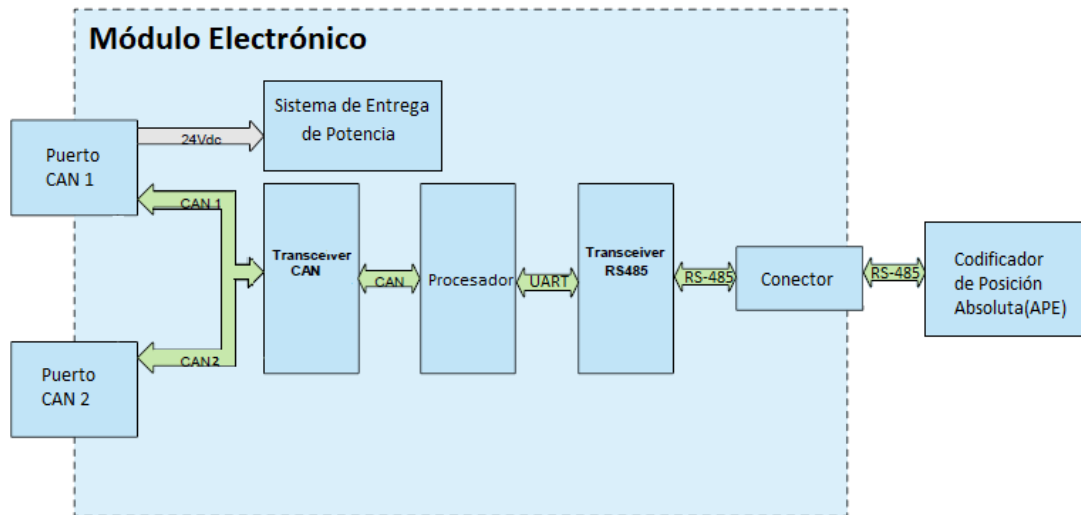 Módulo Electrónico
Sistema de Entrega
de Potencia
24Vdc
Puerto
CAN 1
CAN 1
Transceiver
CAN
CAN
Procesador
UART
Transceiver
RS485
RS-485
Conector
RS-485
Codificador
de Posición
Absoluta(APE)
CAN2
Puerto
CAN 2